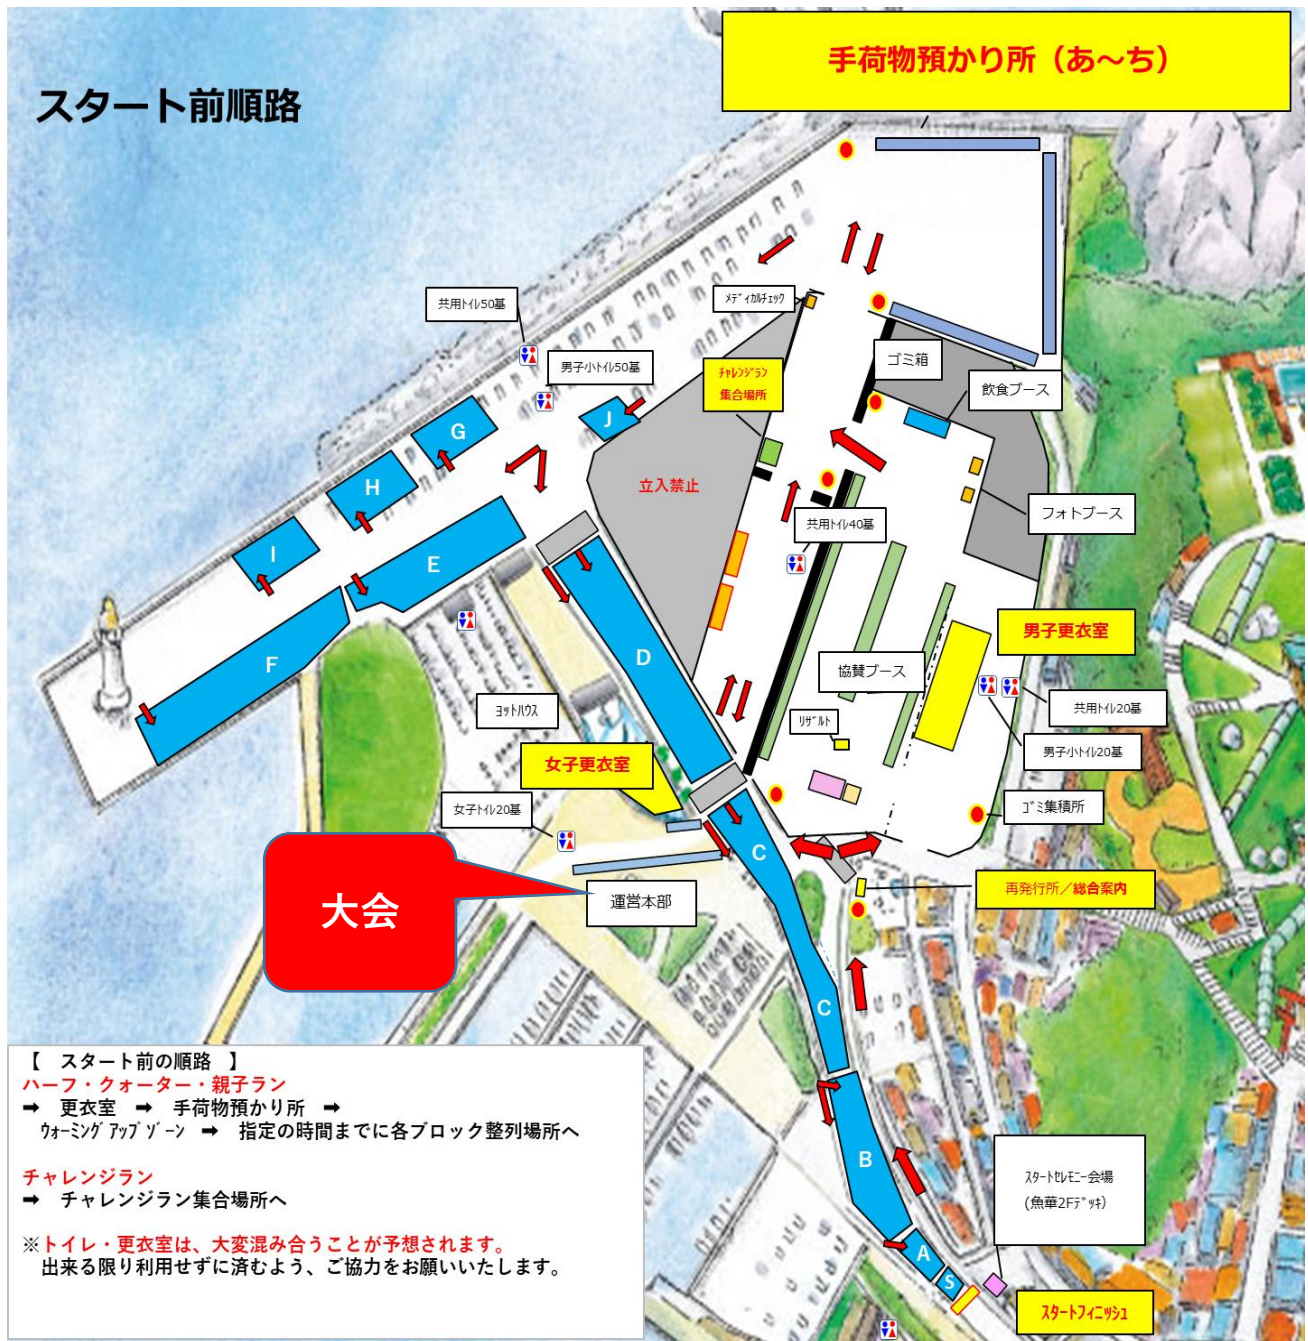 手荷物預かり所（あ～ち）
スタート前順路
共用ﾄｲﾚ50基
男子小ﾄｲﾚ50基
ﾒﾃﾞｨｶﾙﾁｪｯｸ
ﾁｬﾚﾝｼﾞﾗﾝ
集合場所
ゴミ箱
飲食ブース
フォトブース
立入禁止
共用ﾄｲﾚ40基
J
G
H
I
E
F
D
男子更衣室
協賛ブース
ﾘｻﾞﾙﾄ
共用ﾄｲﾚ20基
男子小ﾄｲﾚ20基
ｺﾞﾐ集積所
ﾖｯﾄﾊｳｽ
女子更衣室
女子ﾄｲﾚ20基
C
大会
運営本部
再発行所／総合案内
C
B
A
S
ｽﾀｰﾄｾﾚﾓﾆｰ会場
(魚華2Fﾃﾞｯｷ)
ｽﾀｰﾄﾌｨﾆｯｼｭ
【　スタート前の順路　】
ハーフ・クォーター・親子ラン
➡　更衣室　➡　手荷物預かり所　➡
ｳｫｰﾐﾝｸﾞｱｯﾌﾟｿﾞｰﾝ　➡　指定の時間までに各ブロック整列場所へ
チャレンジラン
➡　チャレンジラン集合場所へ
※トイレ・更衣室は、大変混み合うことが予想されます。
出来る限り利用せずに済むよう、ご協力をお願いいたします。